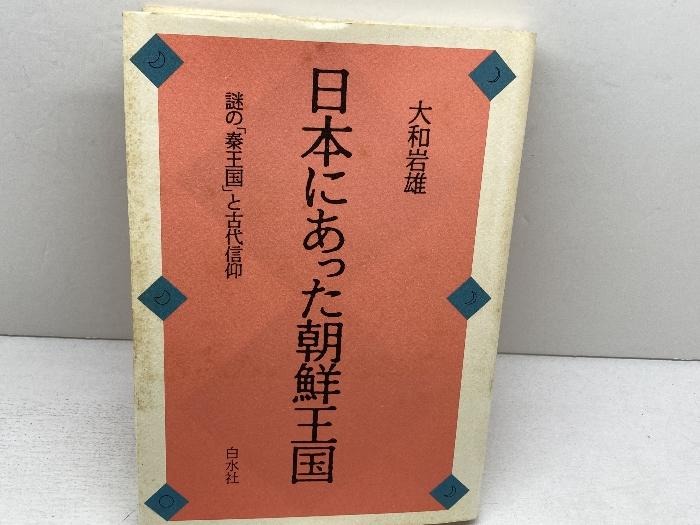 大和岩雄
日本にあった朝鮮王国
謎の「秦王国」と古代信仰
白水社